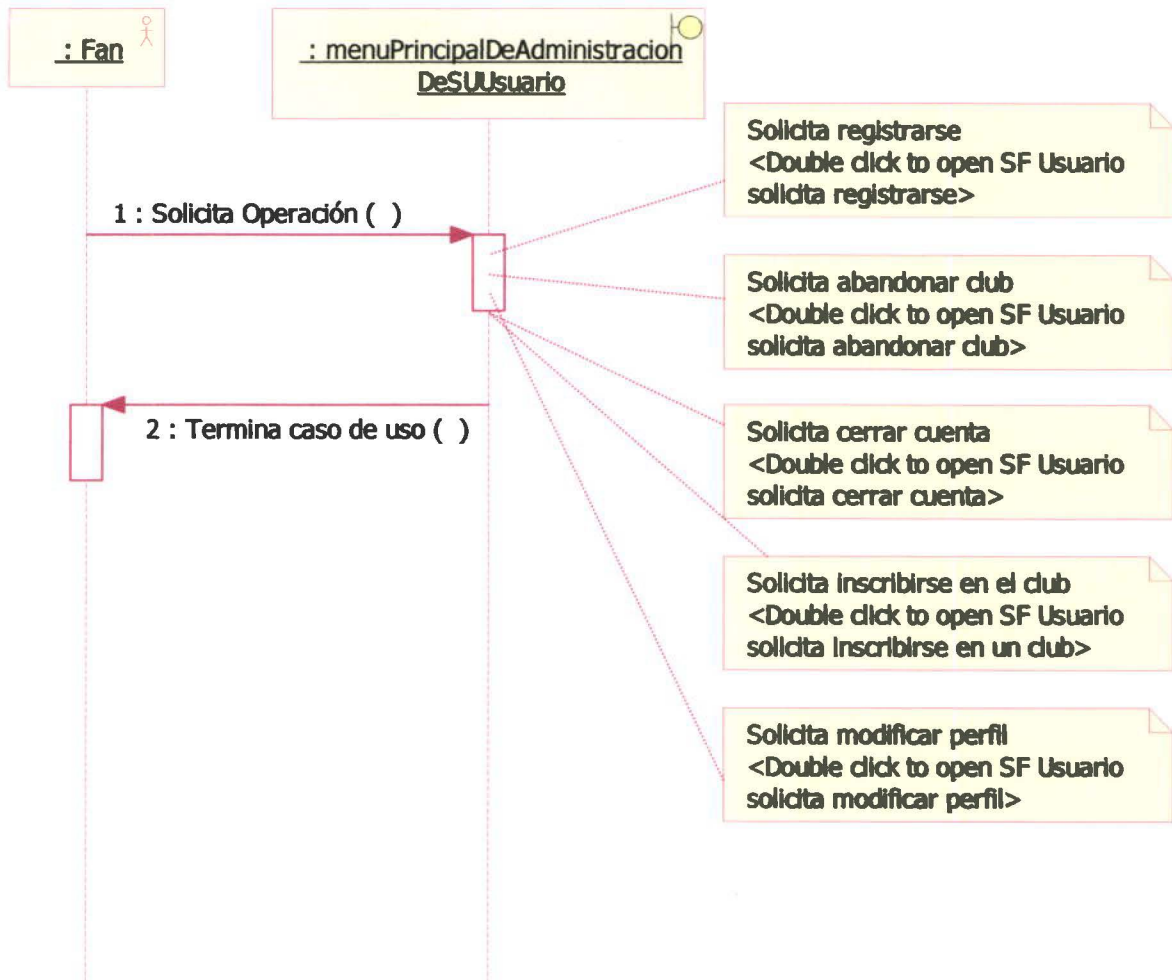 : Fan
: menuPrincipalDeAdministracion
DeSUUsuario
Solicita registrarse
<Double click to open SF Usuario
solicita registrarse>
1 : Solicita Operación ( )
Solicita abandonar club
<Double click to open SF Usuario
solicita abandonar club>
2 : Termina caso de uso ( )
Solicita cerrar cuenta
<Double click to open SF Usuario
solicita cerrar cuenta>
Solicita inscribirse en el club
<Double click to open SF Usuario
solicita inscribirse en un club>
Solicita modificar perfil
<Double click to open SF Usuario
solicita modificar perfil>